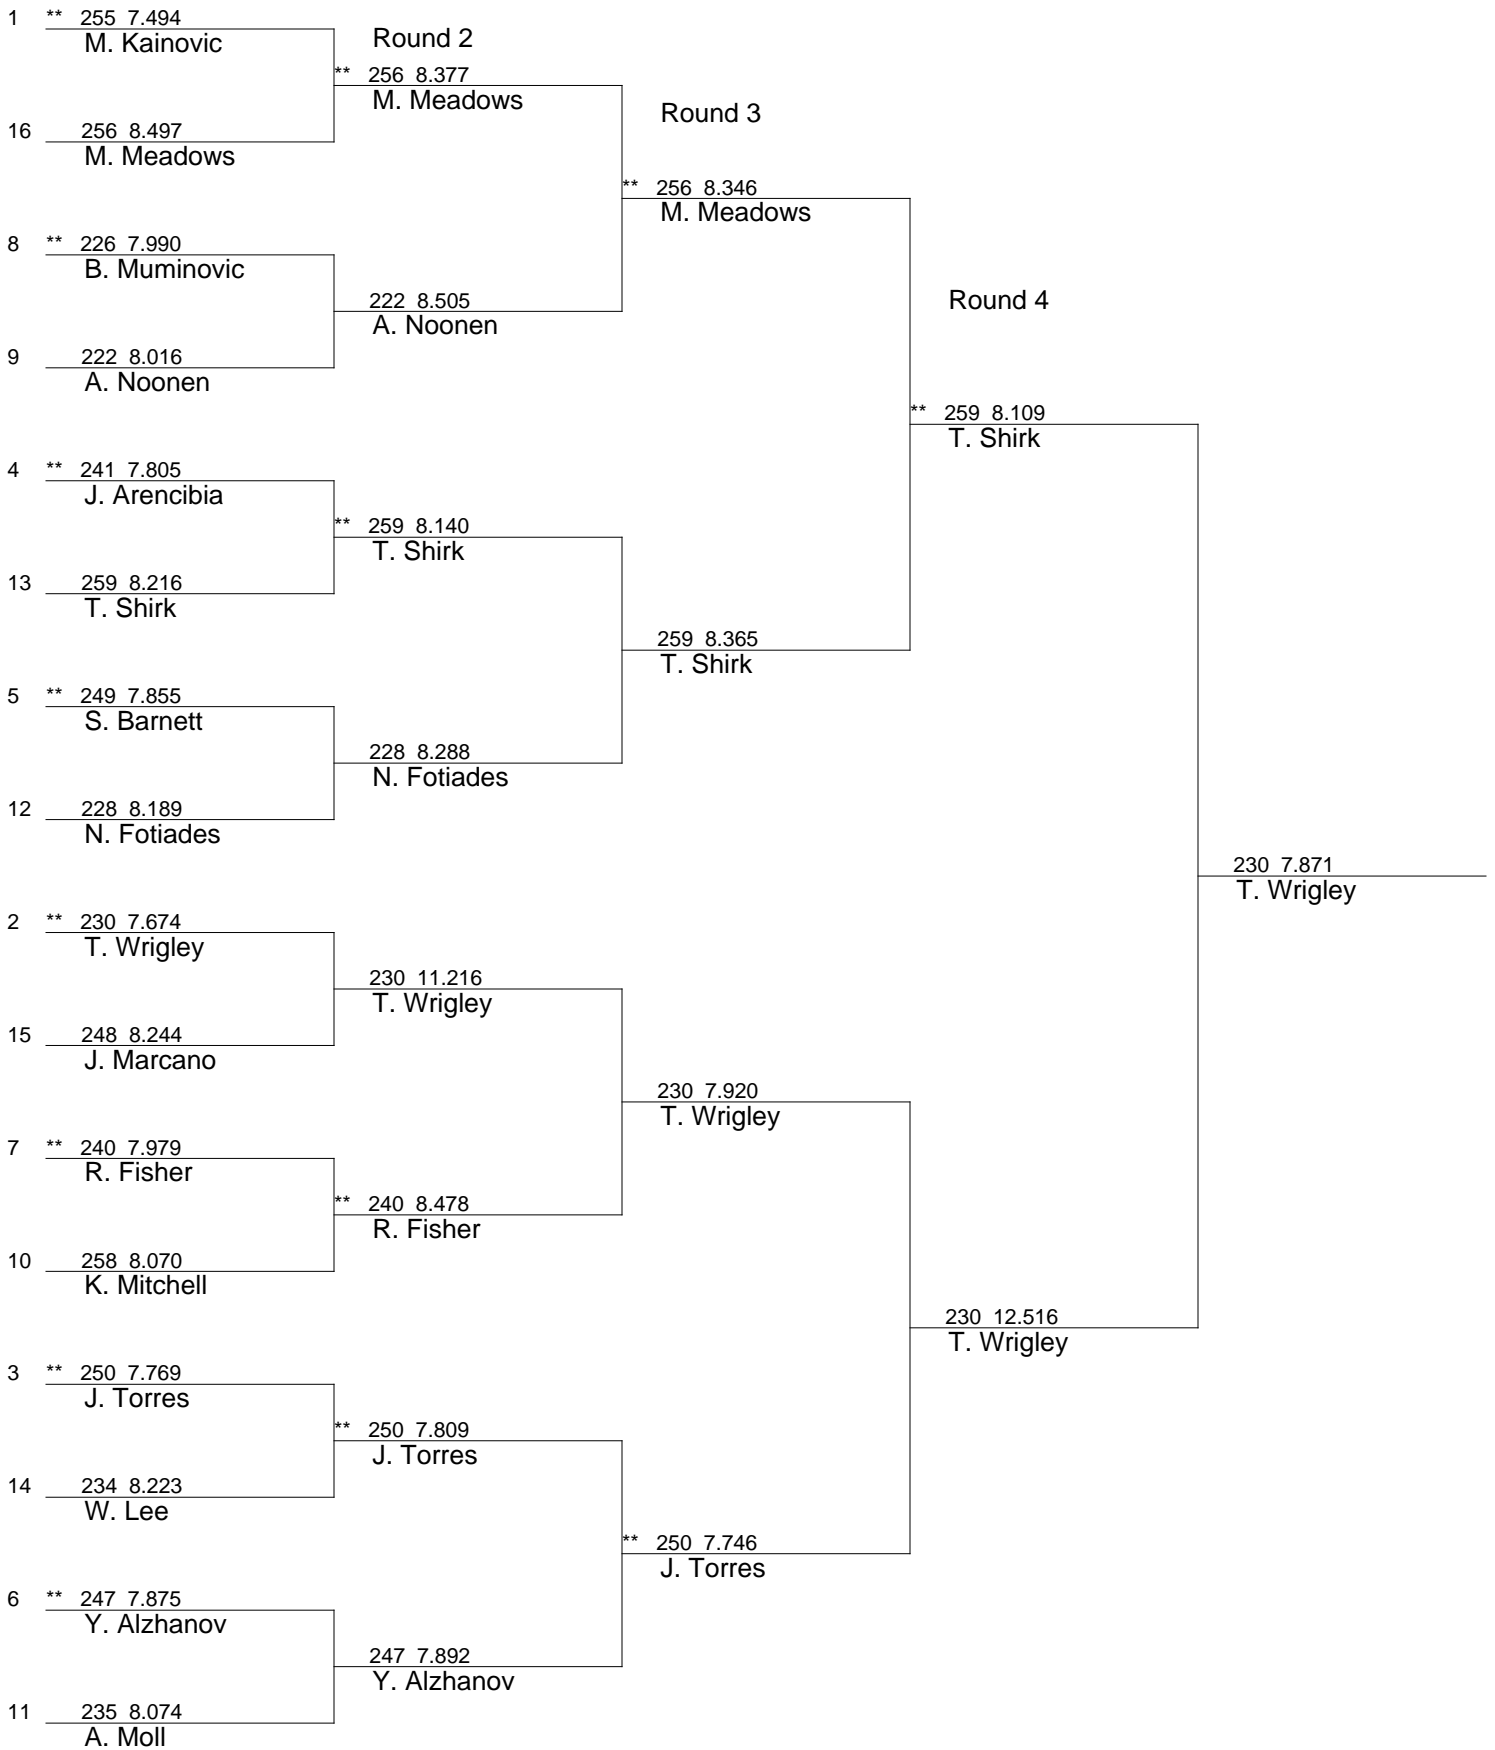 1 ** 255 7.494
M. Kainovic
Round 2
** 256 8.377
M. Meadows
Round 3
16 256 8.497
M. Meadows
** 256 8.346
M. Meadows
8 ** 226 7.990
B. Muminovic
222 8.505
A. Noonen
Round 4
9 222 8.016
A. Noonen
** 259 8.109
T. Shirk
4 ** 241 7.805
J. Arencibia
** 259 8.140
T. Shirk
13 259 8.216
T. Shirk
259 8.365
T. Shirk
5 ** 249 7.855
S. Barnett
228 8.288
N. Fotiades
12 228 8.189
N. Fotiades
230 7.871
T. Wrigley
2 ** 230 7.674
T. Wrigley
230 11.216
T. Wrigley
15 248 8.244
J. Marcano
230 7.920
T. Wrigley
7 ** 240 7.979
R. Fisher
** 240 8.478
R. Fisher
10 258 8.070
K. Mitchell
230 12.516
T. Wrigley
3 ** 250 7.769
J. Torres
** 250 7.809
J. Torres
14 234 8.223
W. Lee
** 250 7.746
J. Torres
6 ** 247 7.875
Y. Alzhanov
247 7.892
Y. Alzhanov
11 235 8.074
A. Moll